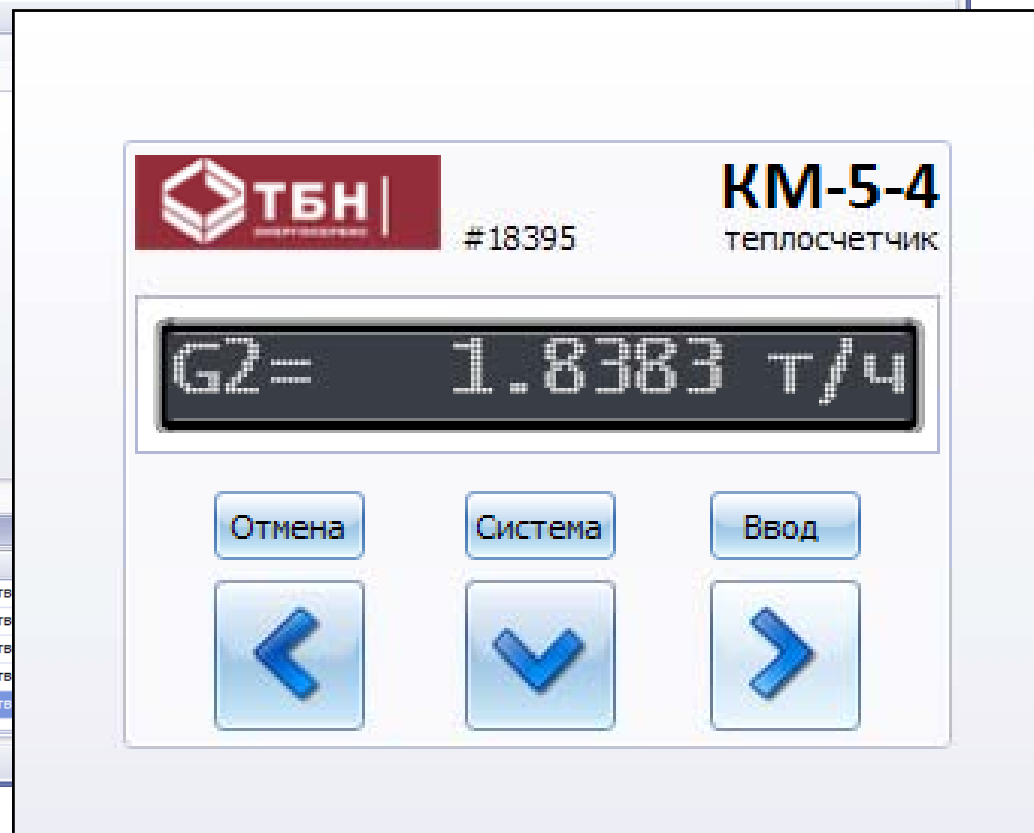 ТБН
КМ-5-4
#18395
теплосчетчик
G2= 1.8383 т/ч
Отмена
Система
Ввод